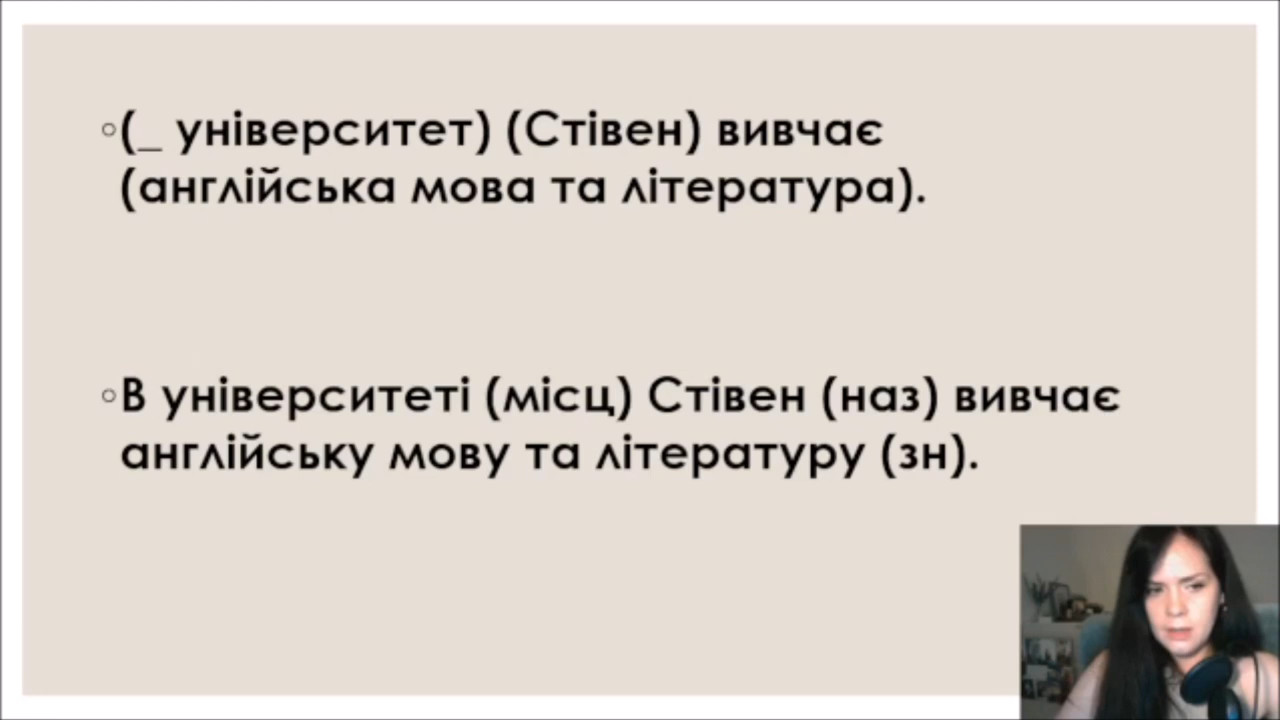 ◦(_ університет) (Стівен) вивчає
(англійська мова та література).
◦В університеті (місц) Стівен (наз) вивчає
англійську мову та літературу (зн).